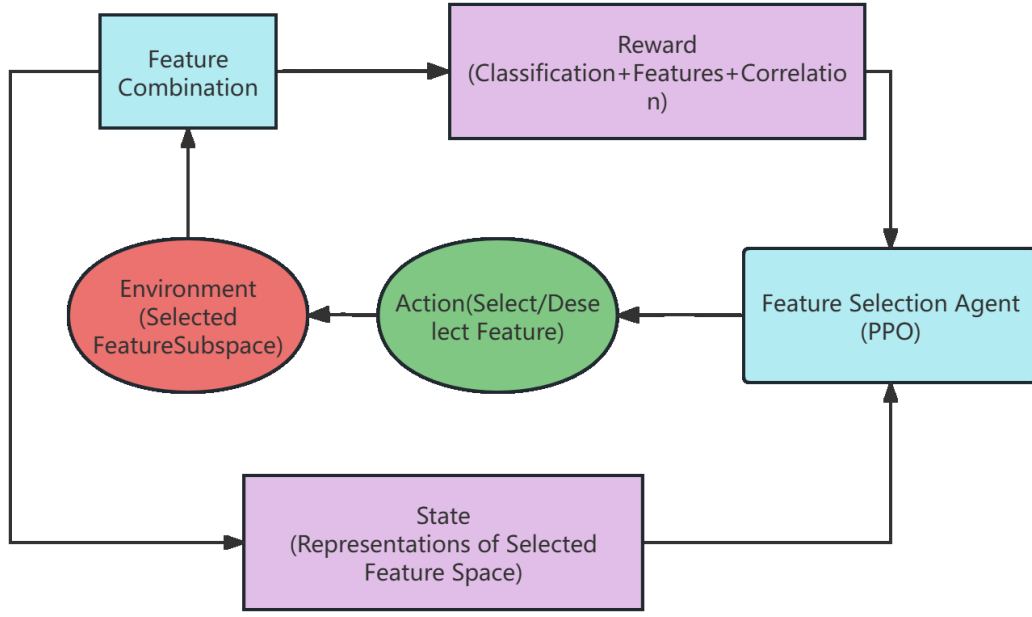 Feature
Combination
Reward
(Classification+Features+Correlatio
n)
Environment
(Selected
FeatureSubspace)
Action(Select/Dese
lect Feature)
Feature Selection Agent
(PPO)
State
(Representations of Selected
Feature Space)